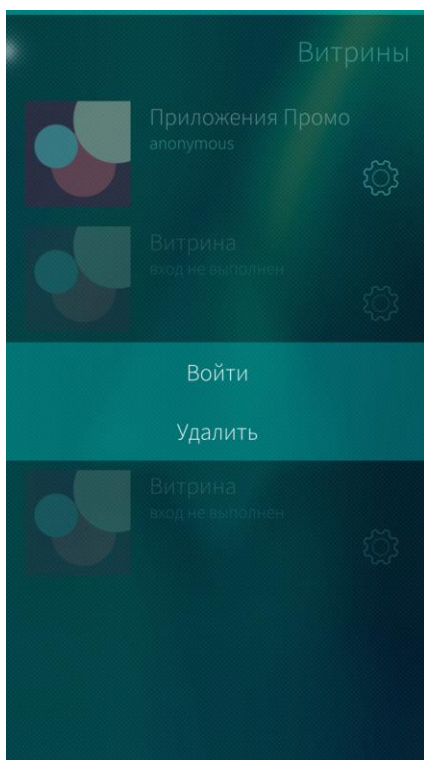 Витрины
Приложения Промо
anonymous
Витрина
вход не выполнен
Войти
Удалить
Витрина
вход не выполнен